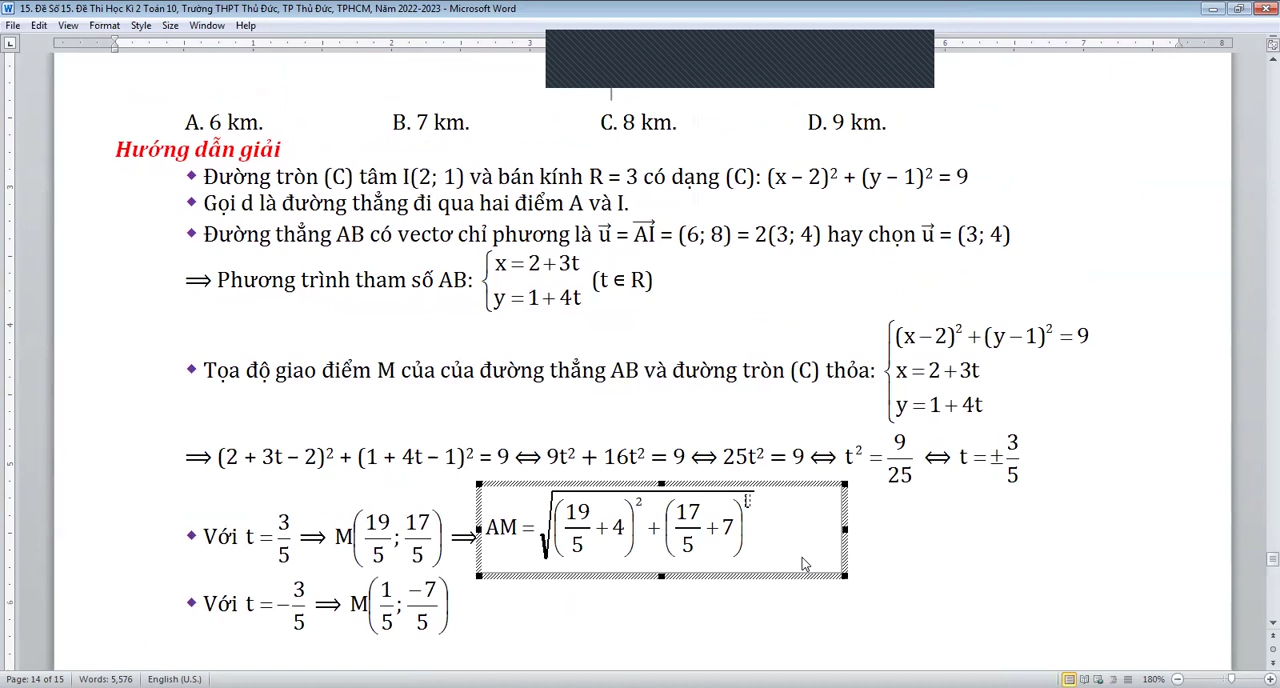 15. Đề Số 15. Đề Thi Học Kì 2 Toán 10, Trường THPT Thủ Đức, TP Thủ Đức, TPHCM, Năm 2022-2023 - Microsoft Word
File Edit View Format Style Size Window Help
1 2 3 6 7 8
A. 6 km. B. 7 km. C. 8 km. D. 9 km.
Hướng dẫn giải
◆ Đường tròn (C) tâm I(2; 1) và bán kính R = 3 có dạng (C): (x – 2)² + (y – 1)² = 9
◆ Gọi d là đường thẳng đi qua hai điểm A và I.
◆ Đường thẳng AB có vectơ chỉ phương là u⃗ = AI⃗ = (6; 8) = 2(3; 4) hay chọn u⃗ = (3; 4)
⟹ Phương trình tham số AB: { x = 2 + 3t ; y = 1 + 4t (t ∈ R)
◆ Tọa độ giao điểm M của của đường thẳng AB và đường tròn (C) thỏa: { (x – 2)² + (y – 1)² = 9 ; x = 2 + 3t ; y = 1 + 4t
⟹ (2 + 3t – 2)² + (1 + 4t – 1)² = 9 ⟺ 9t² + 16t² = 9 ⟺ 25t² = 9 ⟺ t² = 9/25 ⟺ t = ± 3/5
◆ Với t = 3/5 ⟹ M(19/5; 17/5) ⟹ AM = √((19/5 + 4)² + (17/5 + 7)
◆ Với t = – 3/5 ⟹ M(1/5; –7/5)
Page: 14 of 15 Words: 5,576 English (U.S.) 180%